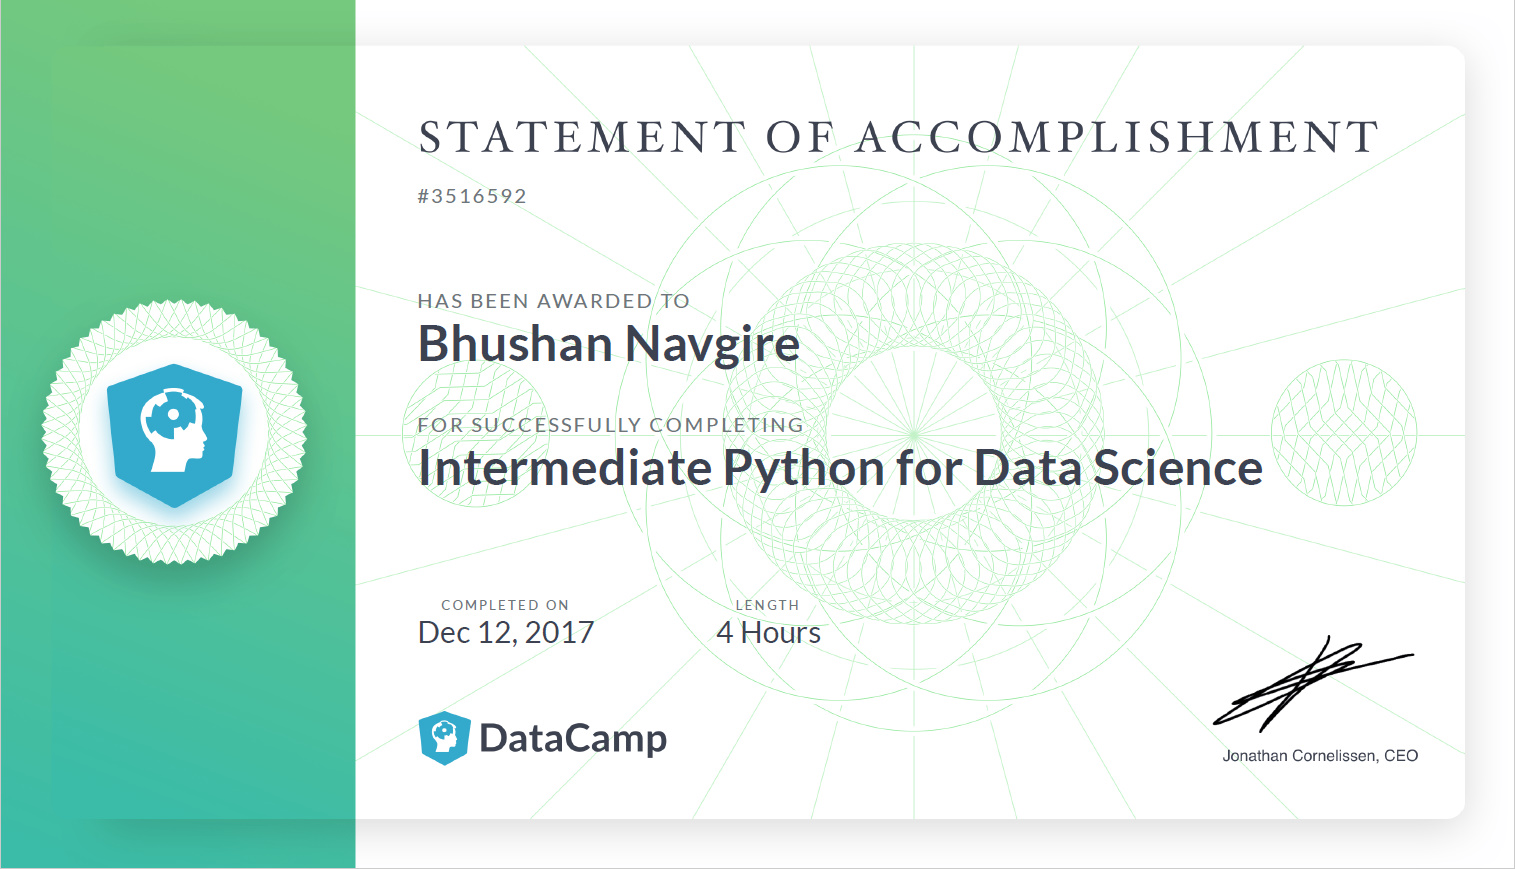 STATEMENT OF ACCOMPLISHMENT
#3516592
HAS BEEN AWARDED TO
Bhushan Navgire
FOR SUCCESSFULLY COMPLETING
Intermediate Python for Data Science
COMPLETED ON
Dec 12, 2017
LENGTH
4 Hours
DataCamp
Jonathan Cornelissen, CEO